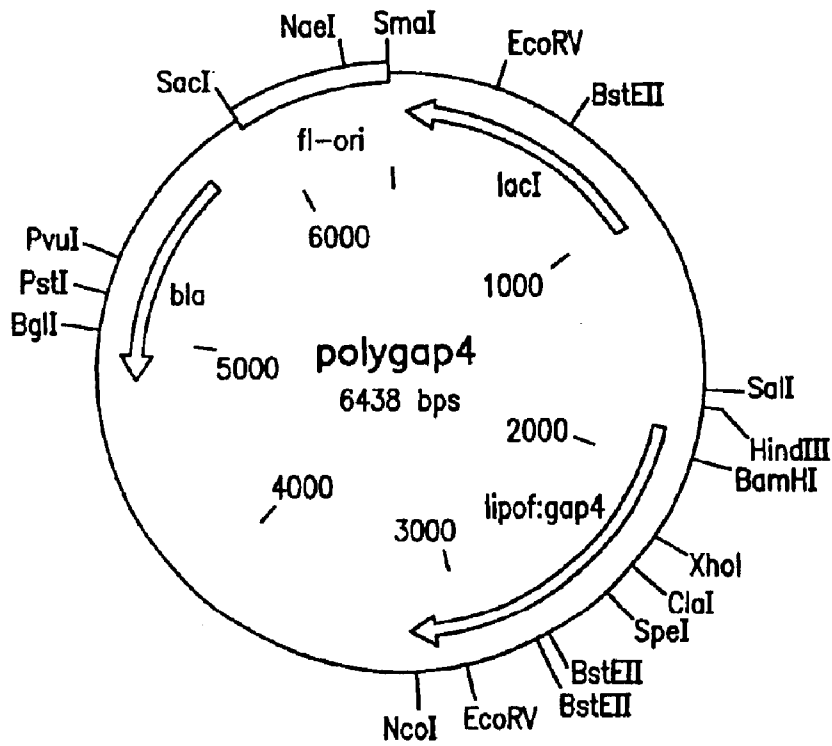 NaeI
SmaI
EcoRV
BstEII
SacI
fl-ori
lacI
6000
1000
PvuI
PstI
BglI
bla
5000
polygap4
6438 bps
SalI
HindIII
BamHI
2000
4000
3000
lipof:gap4
XhoI
ClaI
SpeI
BstEII
BstEII
EcoRV
NcoI